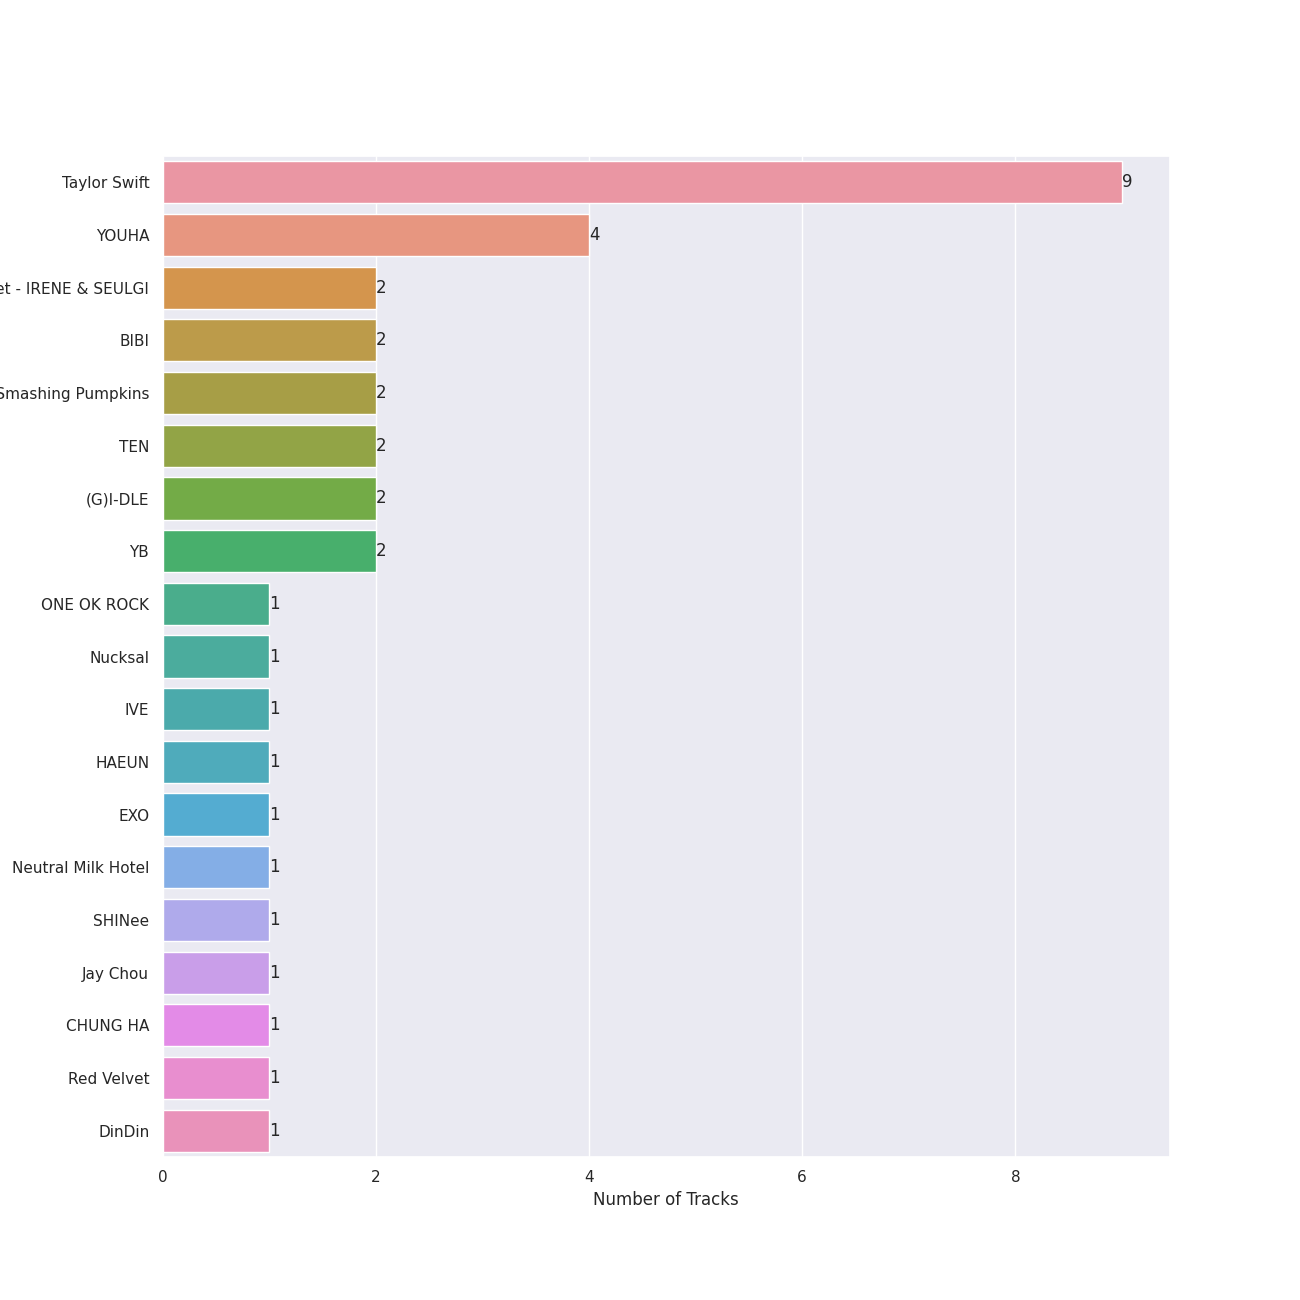 Taylor Swift 9
YOUHA 4
et - IRENE & SEULGI 2
BIBI 2
Smashing Pumpkins 2
TEN 2
(G)I-DLE 2
YB 2
ONE OK ROCK 1
Nucksal 1
IVE 1
HAEUN 1
EXO 1
Neutral Milk Hotel 1
SHINee 1
Jay Chou 1
CHUNG HA 1
Red Velvet 1
DinDin 1
0 2 4 6 8
Number of Tracks